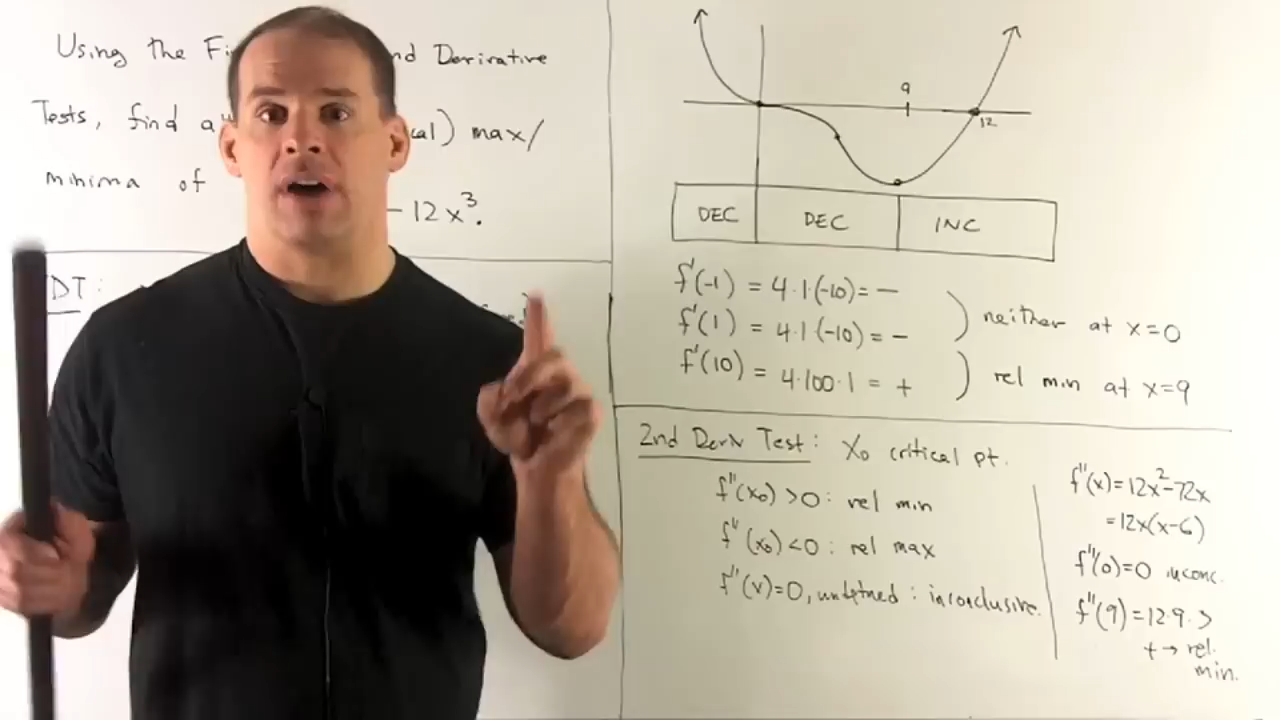 Using the Fi nd Derivative
Tests, find a cal) max/
minima of
- 12x³.
DT:
9
12
DEC DEC INC
f'(-1) = 4·1·(-10) = -
f'(1) = 4·1(-10) = -
) neither at x=0
f'(10) = 4·100·1 = +
) rel min at x=9
2nd Deriv Test: x₀ critical pt.
f''(x₀) >0: rel min
f''(x₀) <0: rel max
f''(x)=0, undefined: inconclusive.
f''(x)=12x²-72x
=12x(x-6)
f''(0)=0 inconc.
f''(9)=12·9·3
+ → rel.
min.